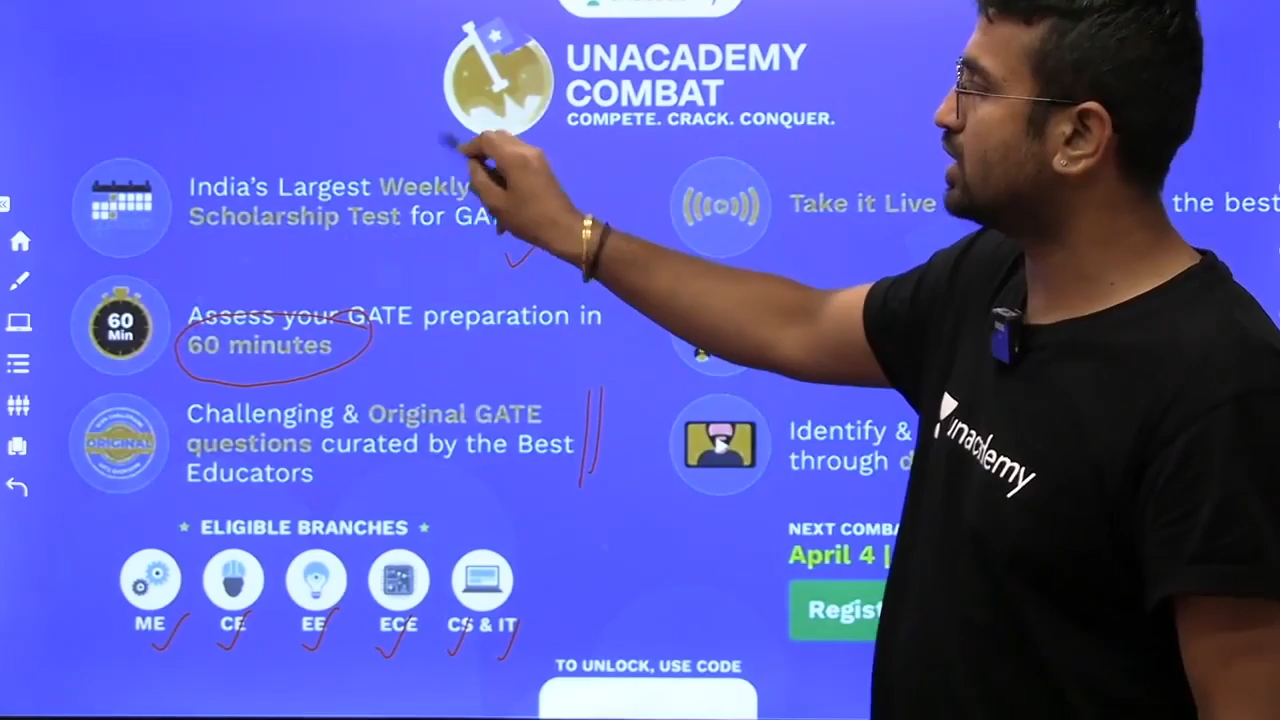 UNACADEMY
COMBAT
COMPETE. CRACK. CONQUER.
India's Largest Weekly
Scholarship Test for
Take it Live
the best
60
Min
Assess your GATE preparation in
60 minutes
ORIGINAL
Challenging & Original GATE
questions curated by the Best
Educators
Identify &
through
ELIGIBLE BRANCHES
ME
CE
EE
ECE
CS & IT
NEXT
April 4 |
TO UNLOCK, USE CODE
unacademy